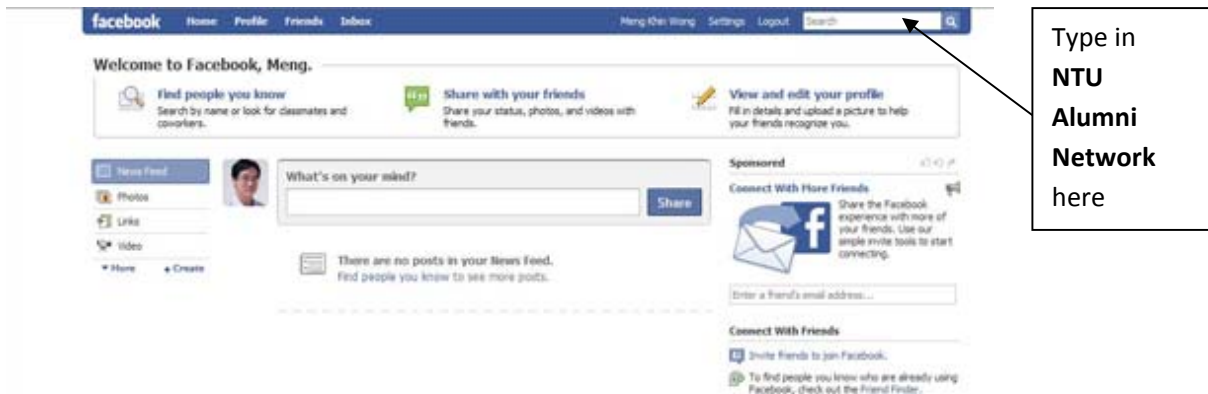 facebook Home Profile Friends Inbox Meng Khin Wong Settings Logout Search
Type in
NTU
Alumni
Network
here
Welcome to Facebook, Meng.
Find people you know
Search by name or look for classmates and
coworkers.
Share with your friends
Share your status, photos, and videos with
friends.
View and edit your profile
Fill in details and upload a picture to help
your friends recognize you.
News Feed
Photos
Links
Video
More Create
What's on your mind?
Share
There are no posts in your News Feed.
Find people you know to see more posts.
Sponsored
Connect With More Friends
Share the Facebook
experience with more of
your friends. Use our
simple invite tools to start
connecting.
Enter a friend's email address...
Connect With Friends
Invite friends to join Facebook.
To find people you know who are already using
Facebook, check out the Friend Finder.